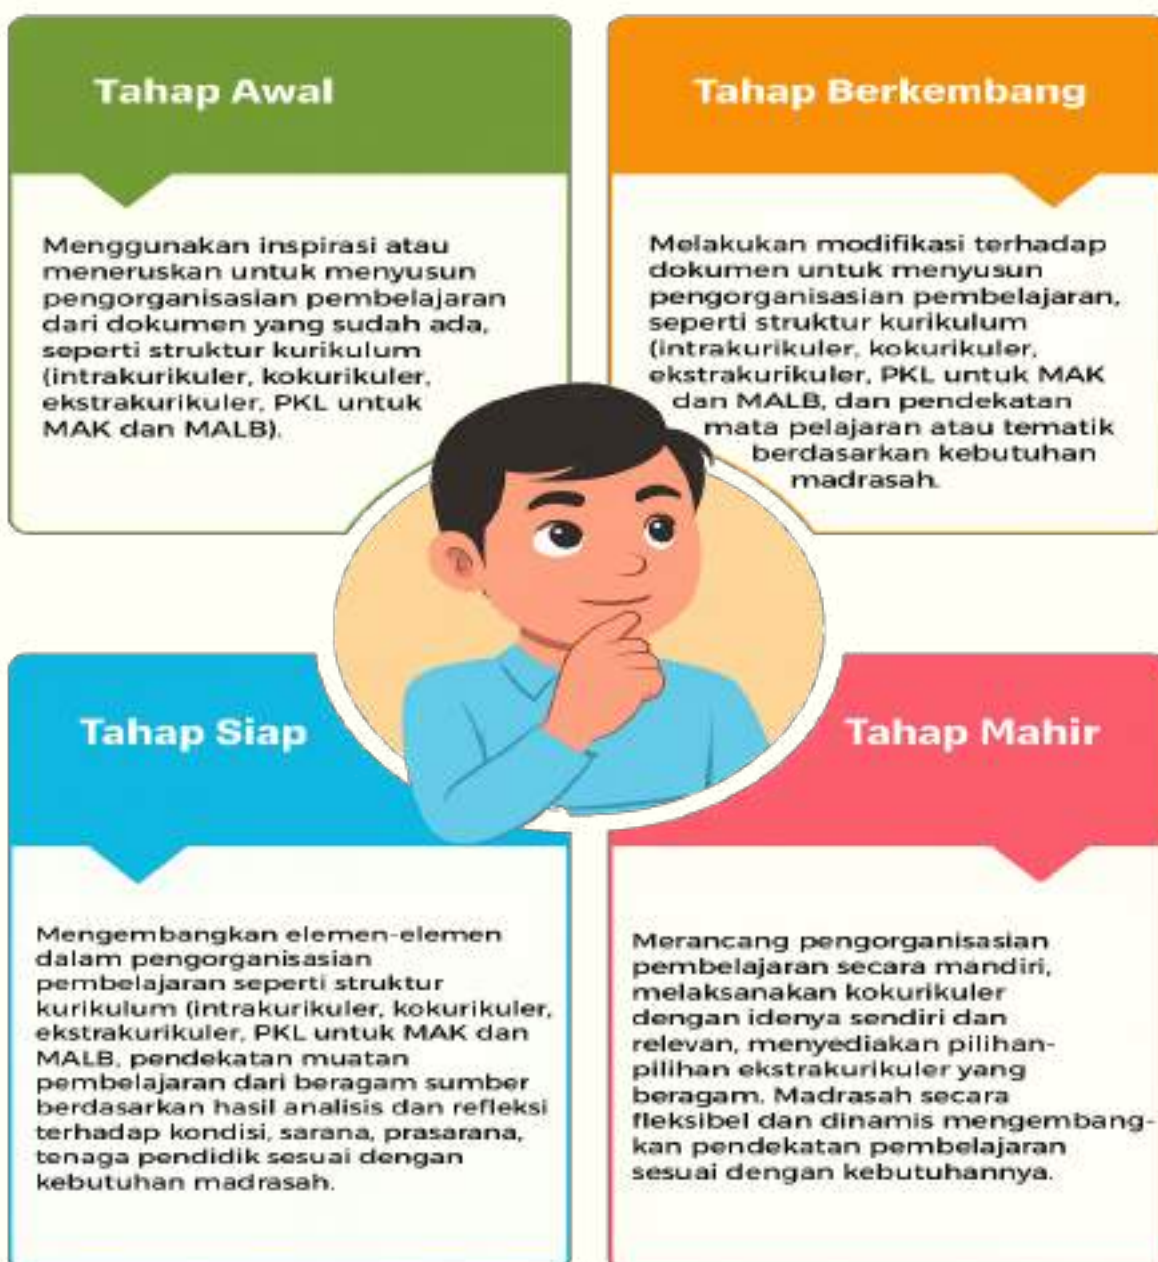 Tahap Awal
Menggunakan inspirasi atau
meneruskan untuk menyusun
pengorganisasian pembelajaran
dari dokumen yang sudah ada,
seperti struktur kurikulum
(intrakurikuler, kokurikuler,
ekstrakurikuler, PKL untuk
MAK dan MALB).
Tahap Berkembang
Melakukan modifikasi terhadap
dokumen untuk menyusun
pengorganisasian pembelajaran,
seperti struktur kurikulum
(intrakurikuler, kokurikuler,
ekstrakurikuler, PKL untuk MAK
dan MALB, dan pendekatan
mata pelajaran atau tematik
berdasarkan kebutuhan
madrasah.
Tahap Siap
Mengembangkan elemen-elemen
dalam pengorganisasian
pembelajaran seperti struktur
kurikulum (intrakurikuler, kokurikuler,
ekstrakurikuler, PKL untuk MAK dan
MALB, pendekatan muatan
pembelajaran dari beragam sumber
berdasarkan hasil analisis dan refleksi
terhadap kondisi, sarana, prasarana,
tenaga pendidik sesuai dengan
kebutuhan madrasah.
Tahap Mahir
Merancang pengorganisasian
pembelajaran secara mandiri,
melaksanakan kokurikuler
dengan idenya sendiri dan
relevan, menyediakan pilihan-
pilihan ekstrakurikuler yang
beragam. Madrasah secara
fleksibel dan dinamis mengembang-
kan pendekatan pembelajaran
sesuai dengan kebutuhannya.